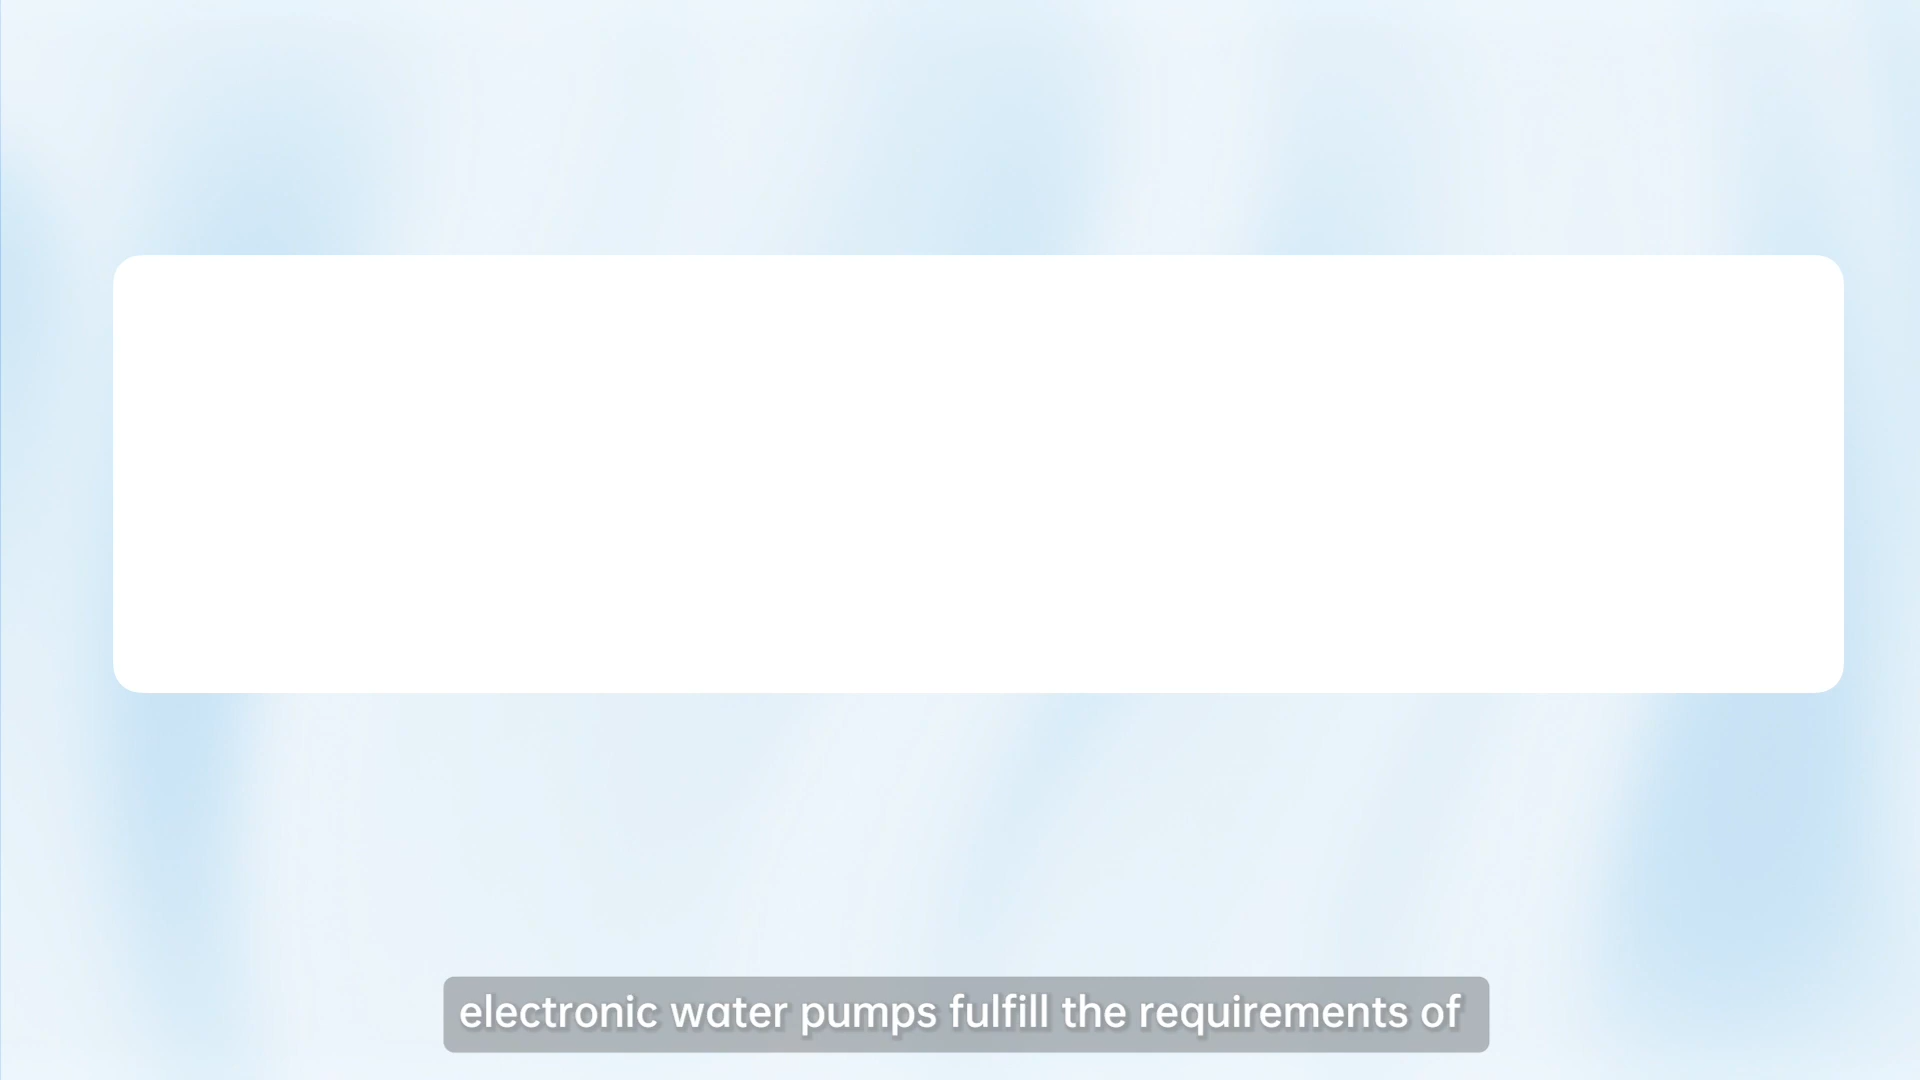 electronic water pumps fulfill the requirements of